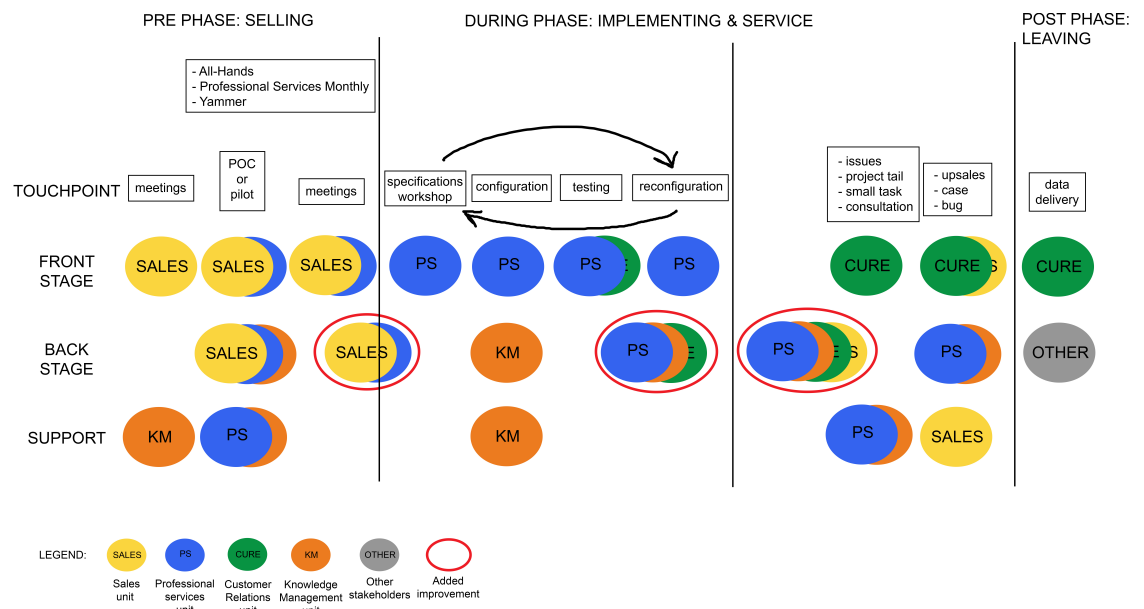 PRE PHASE: SELLING
DURING PHASE: IMPLEMENTING & SERVICE
POST PHASE:
LEAVING
- All-Hands
- Professional Services Monthly
- Yammer
TOUCHPOINT
meetings
POC
or
pilot
meetings
specifications
workshop
configuration
testing
reconfiguration
- issues
- project tail
- small task
- consultation
- upsales
- case
- bug
data
delivery
FRONT
STAGE
SALES
SALES
SALES
PS
PS
PS
E
PS
CURE
CURE
S
CURE
BACK
STAGE
SALES
SALES
KM
PS
E
PS
E
S
PS
OTHER
SUPPORT
KM
PS
KM
PS
SALES
LEGEND:
SALES
PS
CURE
KM
OTHER
Sales
unit
Professional
services
unit
Customer
Relations
unit
Knowledge
Management
unit
Other
stakeholders
Added
improvement